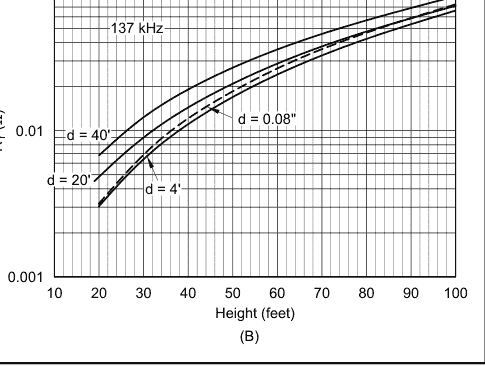 137 kHz
d = 40'
0.01
d = 0.08"
d = 20'
d = 4'
0.001
10 20 30 40 50 60 70 80 90 100
Height (feet)
(B)